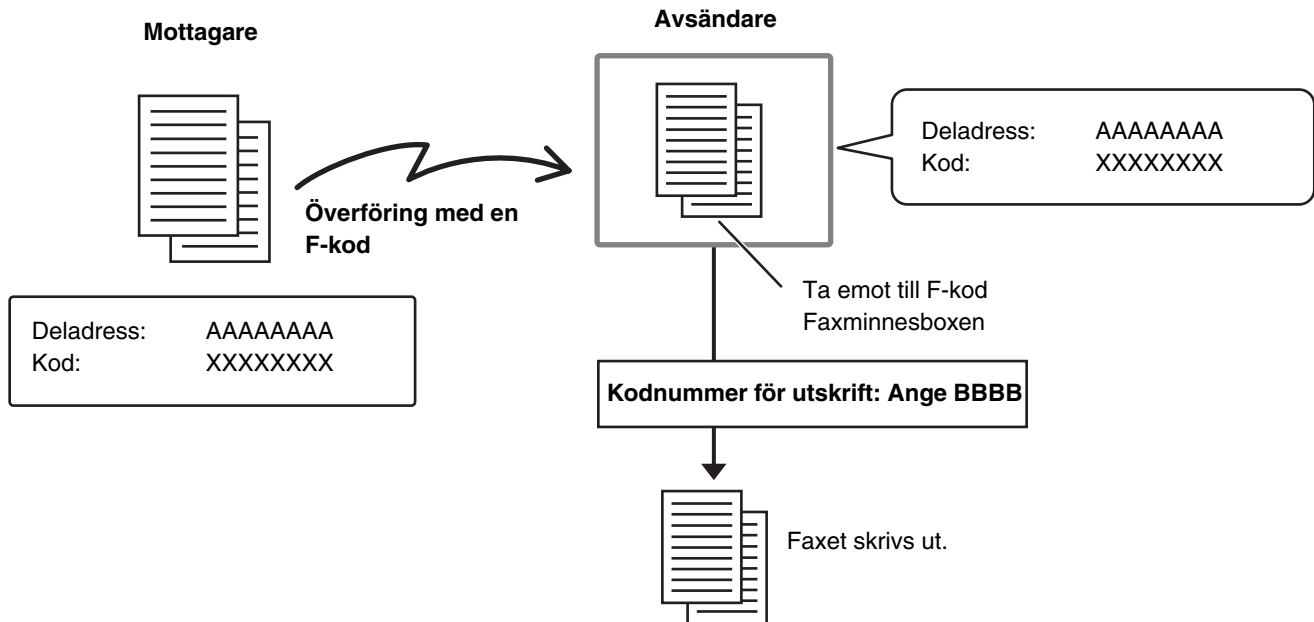 Mottagare
Avsändare
Deladress: AAAAAAAA
Kod: XXXXXXXX
Överföring med en
F-kod
Ta emot till F-kod
Faxminnesboxen
Deladress: AAAAAAAA
Kod: XXXXXXXX
Kodnummer för utskrift: Ange BBBB
Faxet skrivs ut.